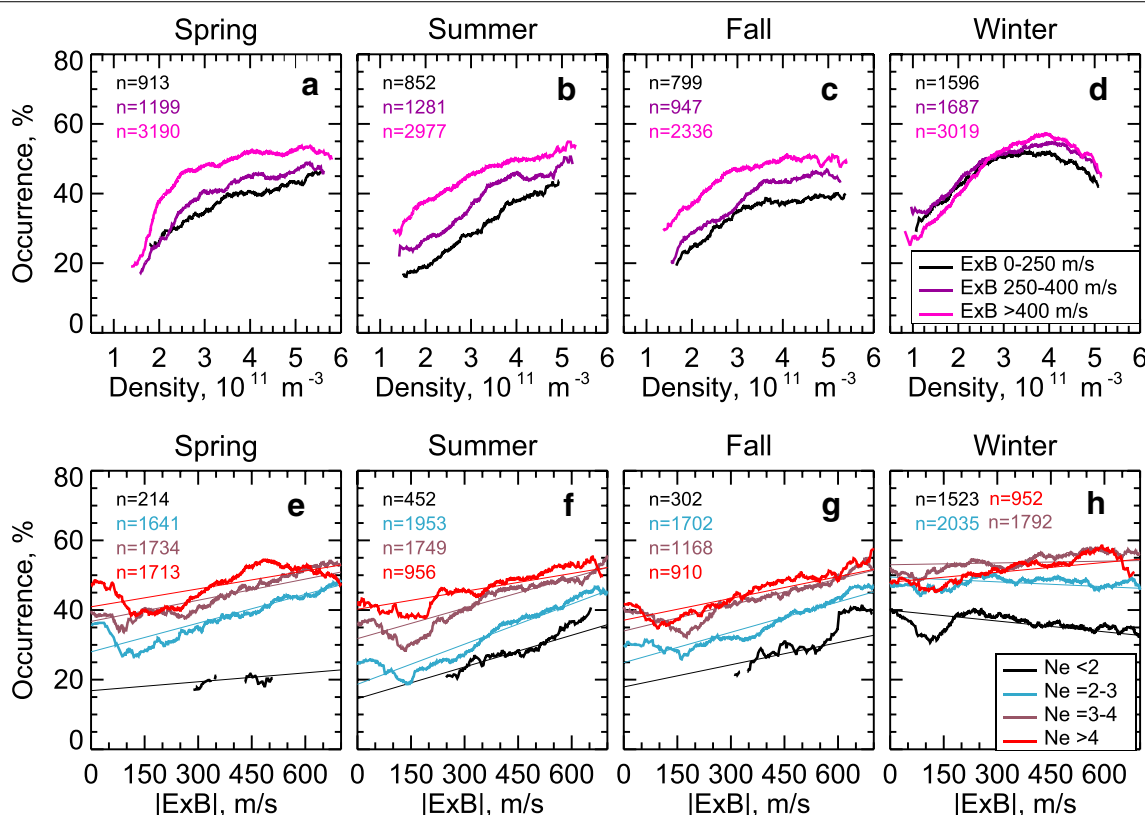 Spring Summer Fall Winter
Occurrence, %
80
60
40
20
0
a
n=913
n=1199
n=3190
b
n=852
n=1281
n=2977
c
n=799
n=947
n=2336
d
n=1596
n=1687
n=3019
ExB 0-250 m/s
ExB 250-400 m/s
ExB >400 m/s
1 2 3 4 5 6 1 2 3 4 5 6 1 2 3 4 5 6 1 2 3 4 5 6
Density, 10 11 m -3 Density, 10 11 m -3 Density, 10 11 m -3 Density, 10 11 m -3
Spring Summer Fall Winter
Occurrence, %
80
60
40
20
0
e
n=214
n=1641
n=1734
n=1713
f
n=452
n=1953
n=1749
n=956
g
n=302
n=1702
n=1168
n=910
h
n=1523 n=952
n=2035 n=1792
Ne <2
Ne =2-3
Ne =3-4
Ne >4
0 150 300 450 600 150 300 450 600 150 300 450 600 150 300 450 600
|ExB|, m/s |ExB|, m/s |ExB|, m/s |ExB|, m/s